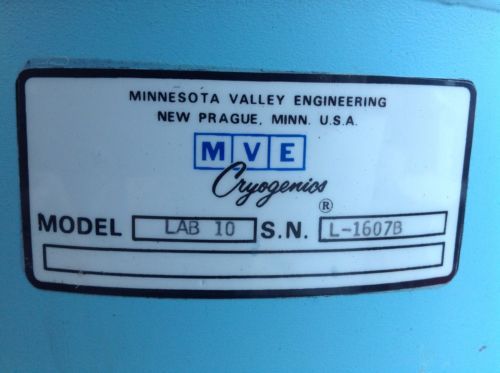 MINNESOTA VALLEY ENGINEERING
NEW PRAGUE, MINN. U.S.A.
MVE
Cryogenics ®
MODEL LAB 10 S.N. L-1607B